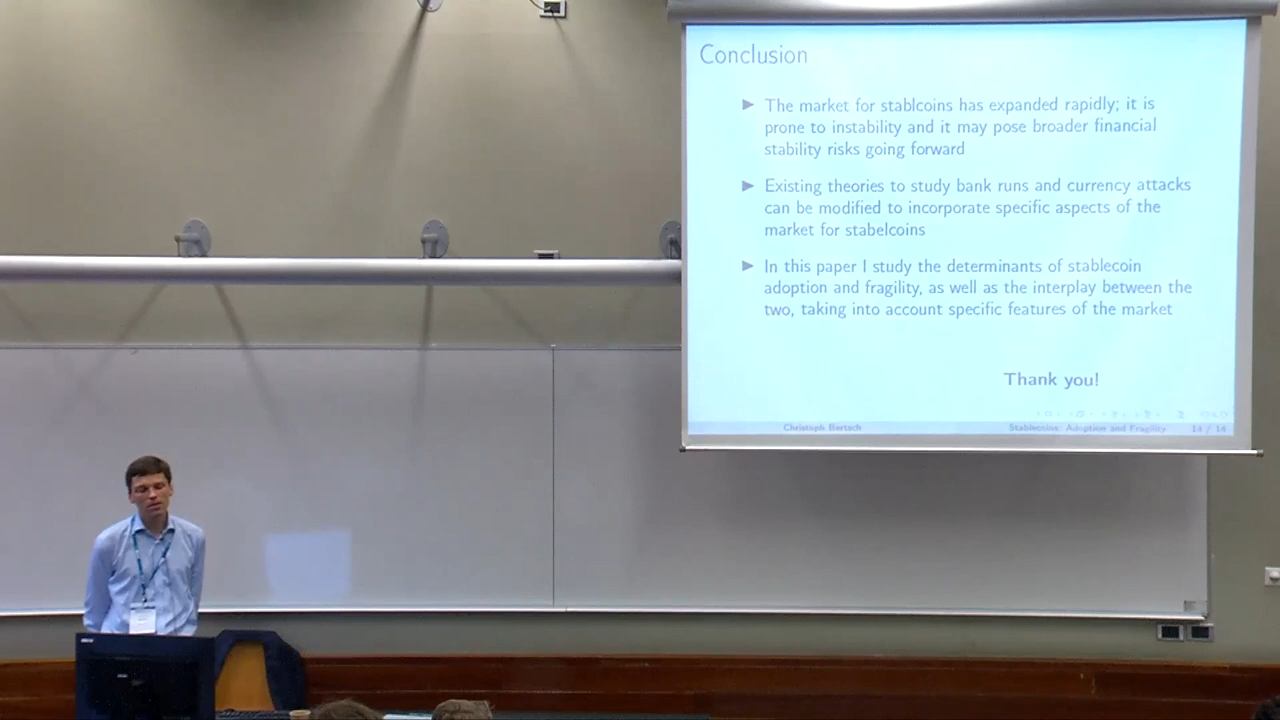 Conclusion
The market for stablcoins has expanded rapidly; it is
prone to instability and it may pose broader financial
stability risks going forward
Existing theories to study bank runs and currency attacks
can be modified to incorporate specific aspects of the
market for stabelcoins
In this paper I study the determinants of stablecoin
adoption and fragility, as well as the interplay between the
two, taking into account specific features of the market
Thank you!
Christoph Bertsch
Stablecoins: Adoption and Fragility
14 / 14